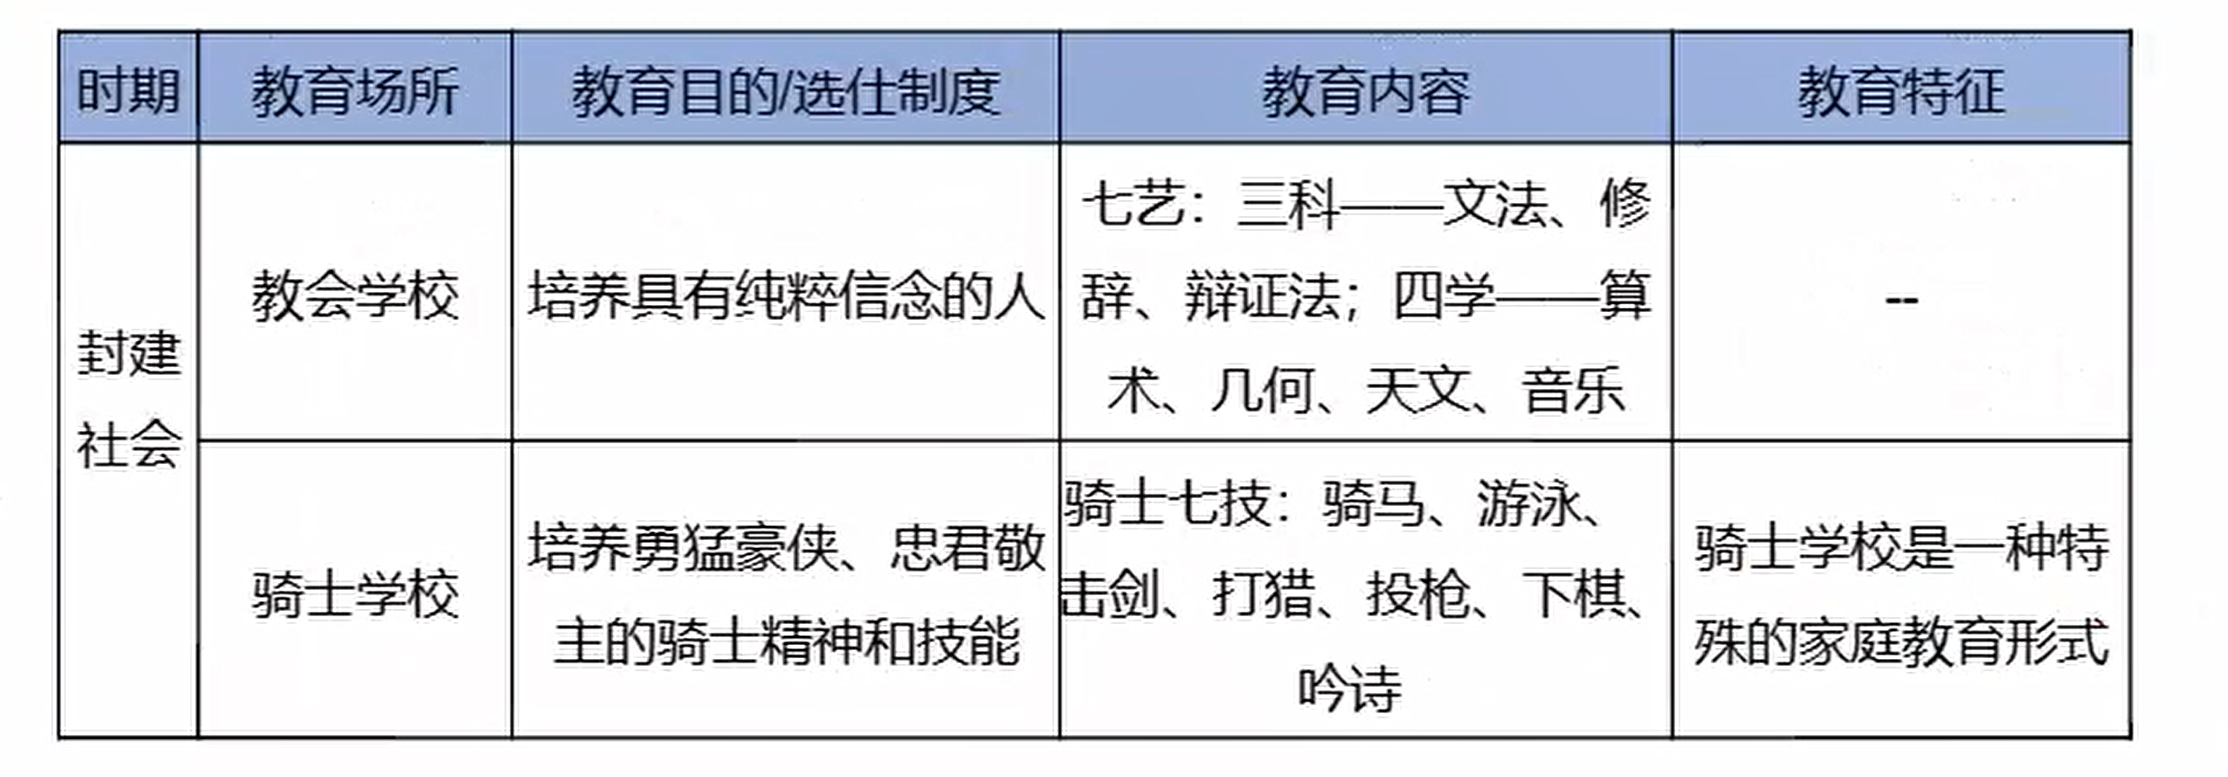 时期 教育场所 教育目的/选仕制度 教育内容 教育特征
封建
社会
教会学校
培养具有纯粹信念的人
七艺：三科——文法、修
辞、辩证法；四学——算
术、几何、天文、音乐
--
骑士学校
培养勇猛豪侠、忠君敬
主的骑士精神和技能
骑士七技：骑马、游泳、
击剑、打猎、投枪、下棋、
吟诗
骑士学校是一种特
殊的家庭教育形式